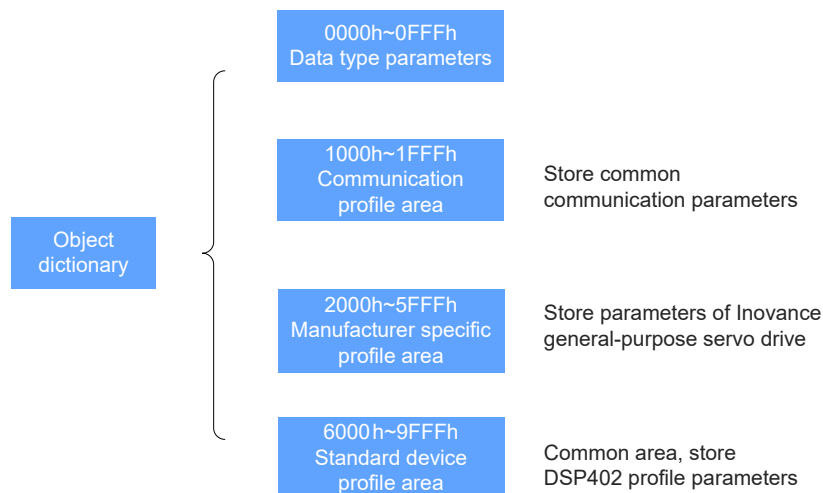 0000h~0FFFh
Data type parameters
1000h~1FFFh
Communication
profile area
Store common
communication parameters
Object
dictionary
2000h~5FFFh
Manufacturer specific
profile area
Store parameters of Inovance
general-purpose servo drive
6000h~9FFFh
Standard device
profile area
Common area, store
DSP402 profile parameters